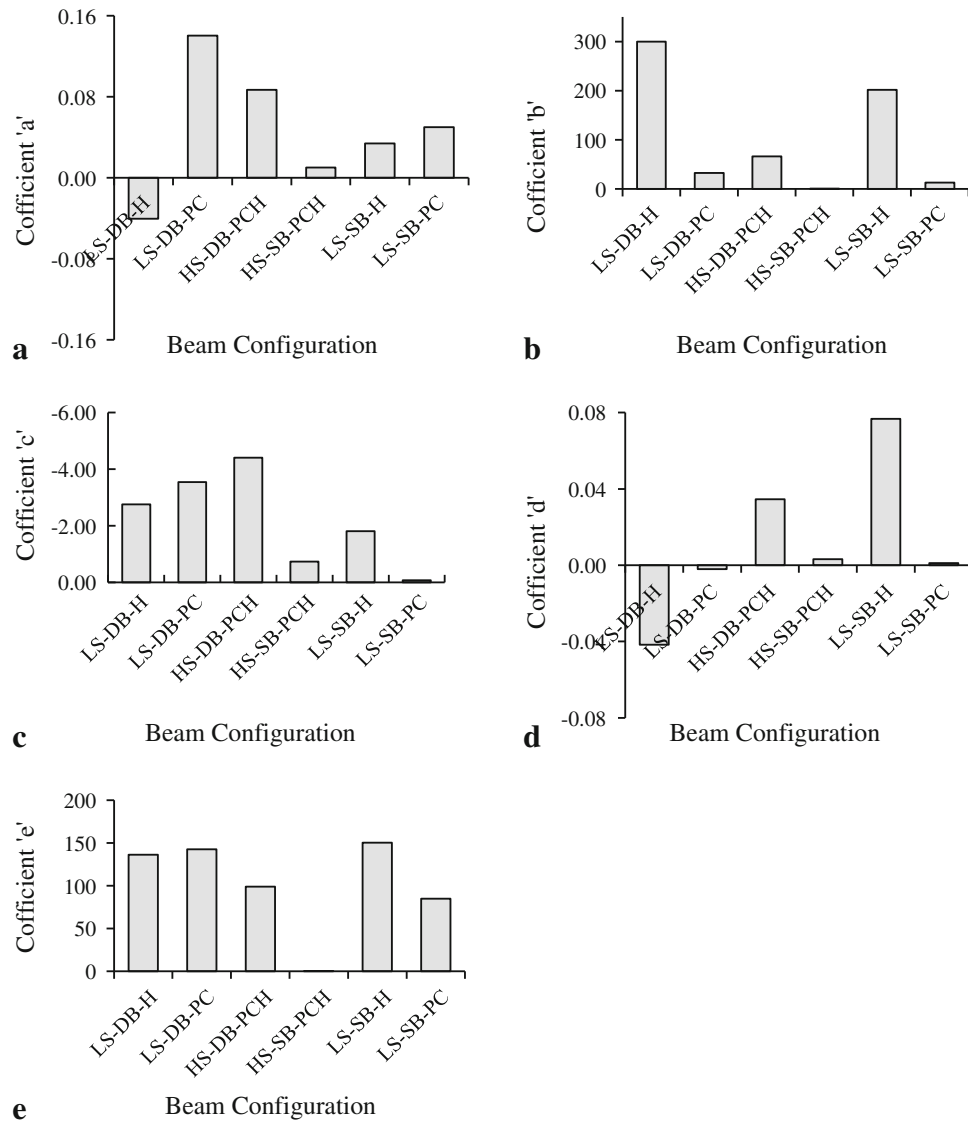 0.16
0.08
0.00
-0.08
-0.16
Cofficient 'a'
LS-DB-H
LS-DB-PC
HS-DB-PCH
HS-SB-PCH
LS-SB-H
LS-SB-PC
a
Beam Configuration
300
200
100
0
Cofficient 'b'
LS-DB-H
LS-DB-PC
HS-DB-PCH
HS-SB-PCH
LS-SB-H
LS-SB-PC
b
Beam Configuration
-6.00
-4.00
-2.00
0.00
Cofficient 'c'
LS-DB-H
LS-DB-PC
HS-DB-PCH
HS-SB-PCH
LS-SB-H
LS-SB-PC
c
Beam Configuration
0.08
0.04
0.00
-0.04
-0.08
Cofficient 'd'
LS-DB-H
LS-DB-PC
HS-DB-PCH
HS-SB-PCH
LS-SB-H
LS-SB-PC
d
Beam Configuration
200
150
100
50
0
Cofficient 'e'
LS-DB-H
LS-DB-PC
HS-DB-PCH
HS-SB-PCH
LS-SB-H
LS-SB-PC
e
Beam Configuration